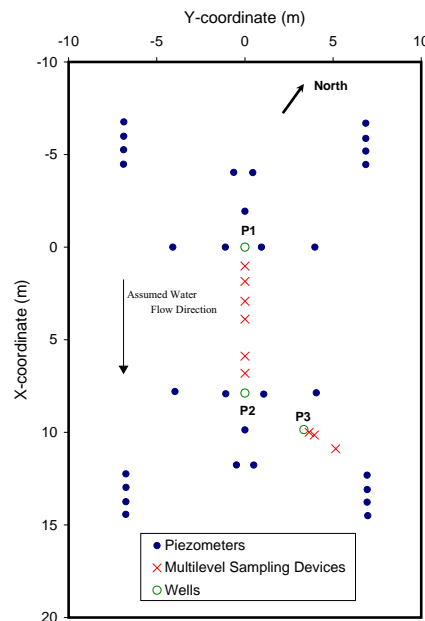 Y-coordinate (m)
-10 -5 0 5 10
-10
North
-5
P1
0
X-coordinate (m)
Assumed Water
Flow Direction
5
P2 P3
10
15
Piezometers
Multilevel Sampling Devices
Wells
20